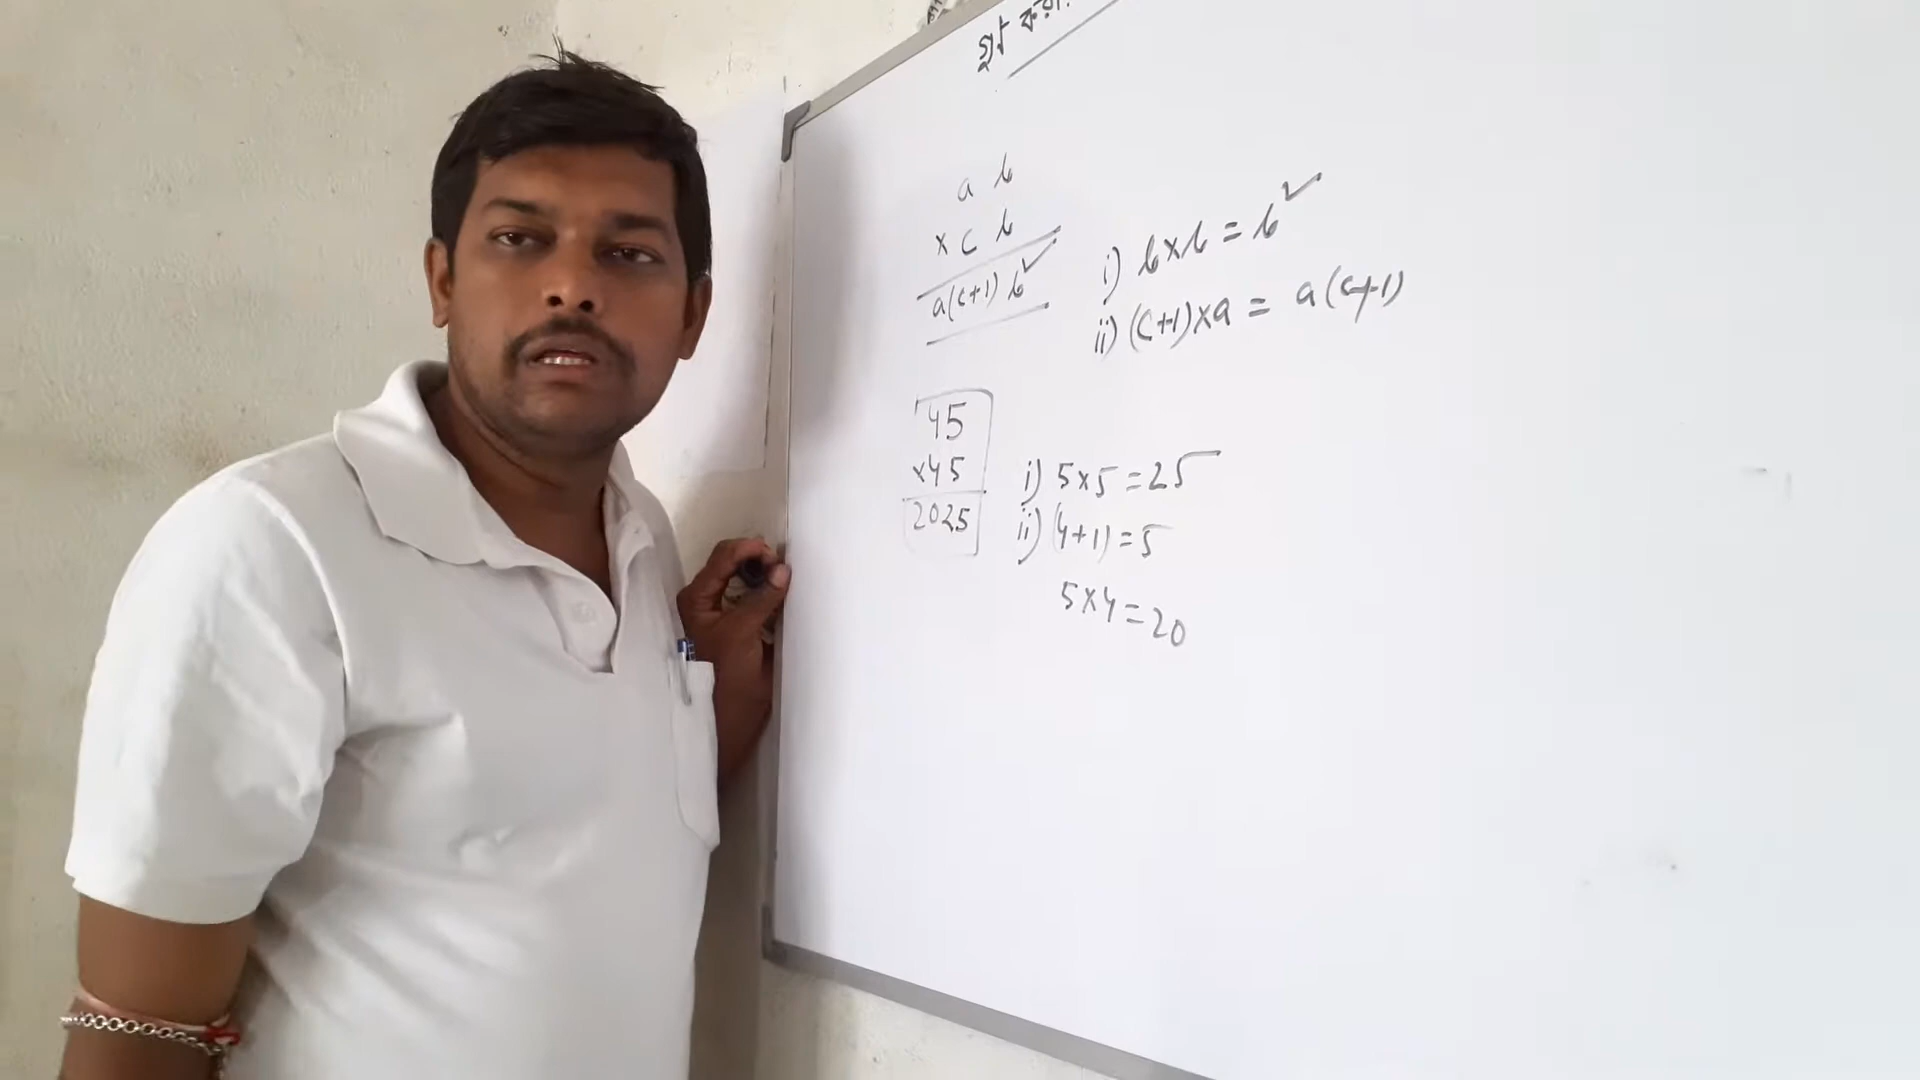 গুণ করা
a b
× c b
a(c+1) b²
i) b×b = b²
ii) (c+1)×a = a(c+1)
45
×45
2025
i) 5×5=25
ii) (4+1)=5
5×4=20